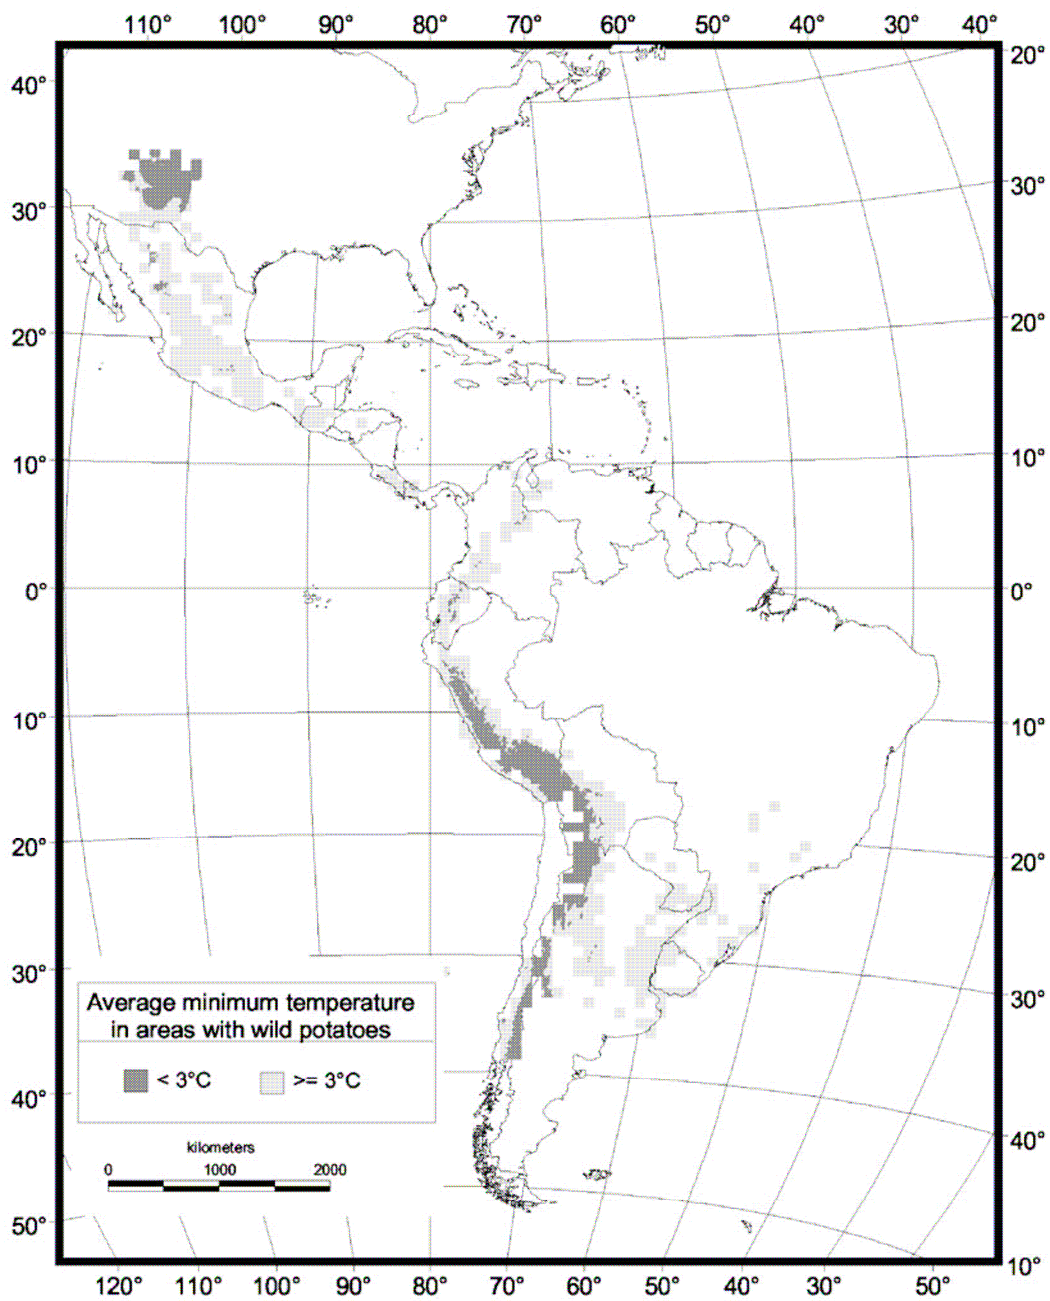 110° 100° 90° 80° 70° 60° 50° 40° 30° 40°
20°
40°
30°
30°
20°
20°
10°
10°
0°
0°
10°
10°
20°
20°
30°
30°
Average minimum temperature
in areas with wild potatoes
< 3°C >= 3°C
40°
40°
kilometers
0 1000 2000
50°
10°
120° 110° 100° 90° 80° 70° 60° 50° 40° 30° 50°